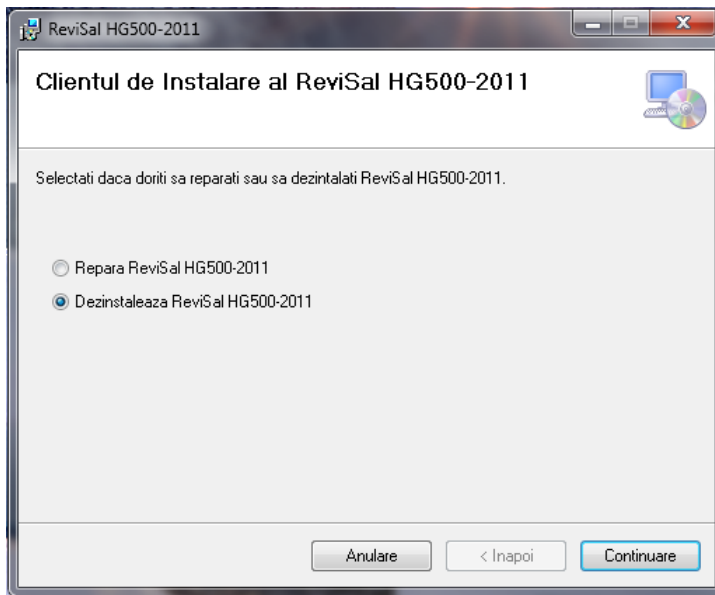 ReviSal HG500-2011
Clientul de Instalare al ReviSal HG500-2011
Selectati daca doriti sa reparati sau sa dezintalati ReviSal HG500-2011.
Repara ReviSal HG500-2011
Dezinstaleaza ReviSal HG500-2011
Anulare
< Inapoi
Continuare